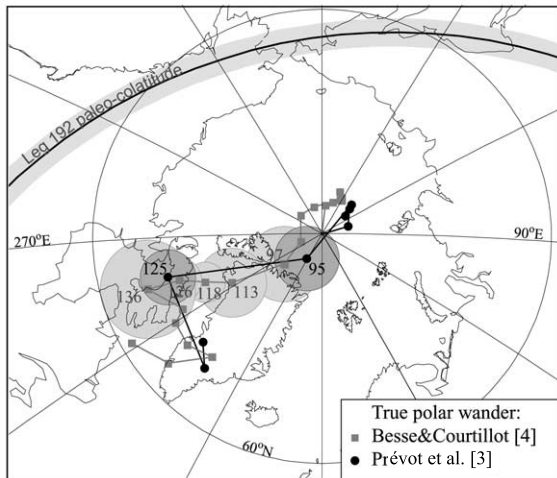 Leg 192 paleo-colatitude
270°E
90°E
97
125
95
136
26
118
113
60°N
True polar wander:
Besse&Courtillot [4]
Prévot et al. [3]